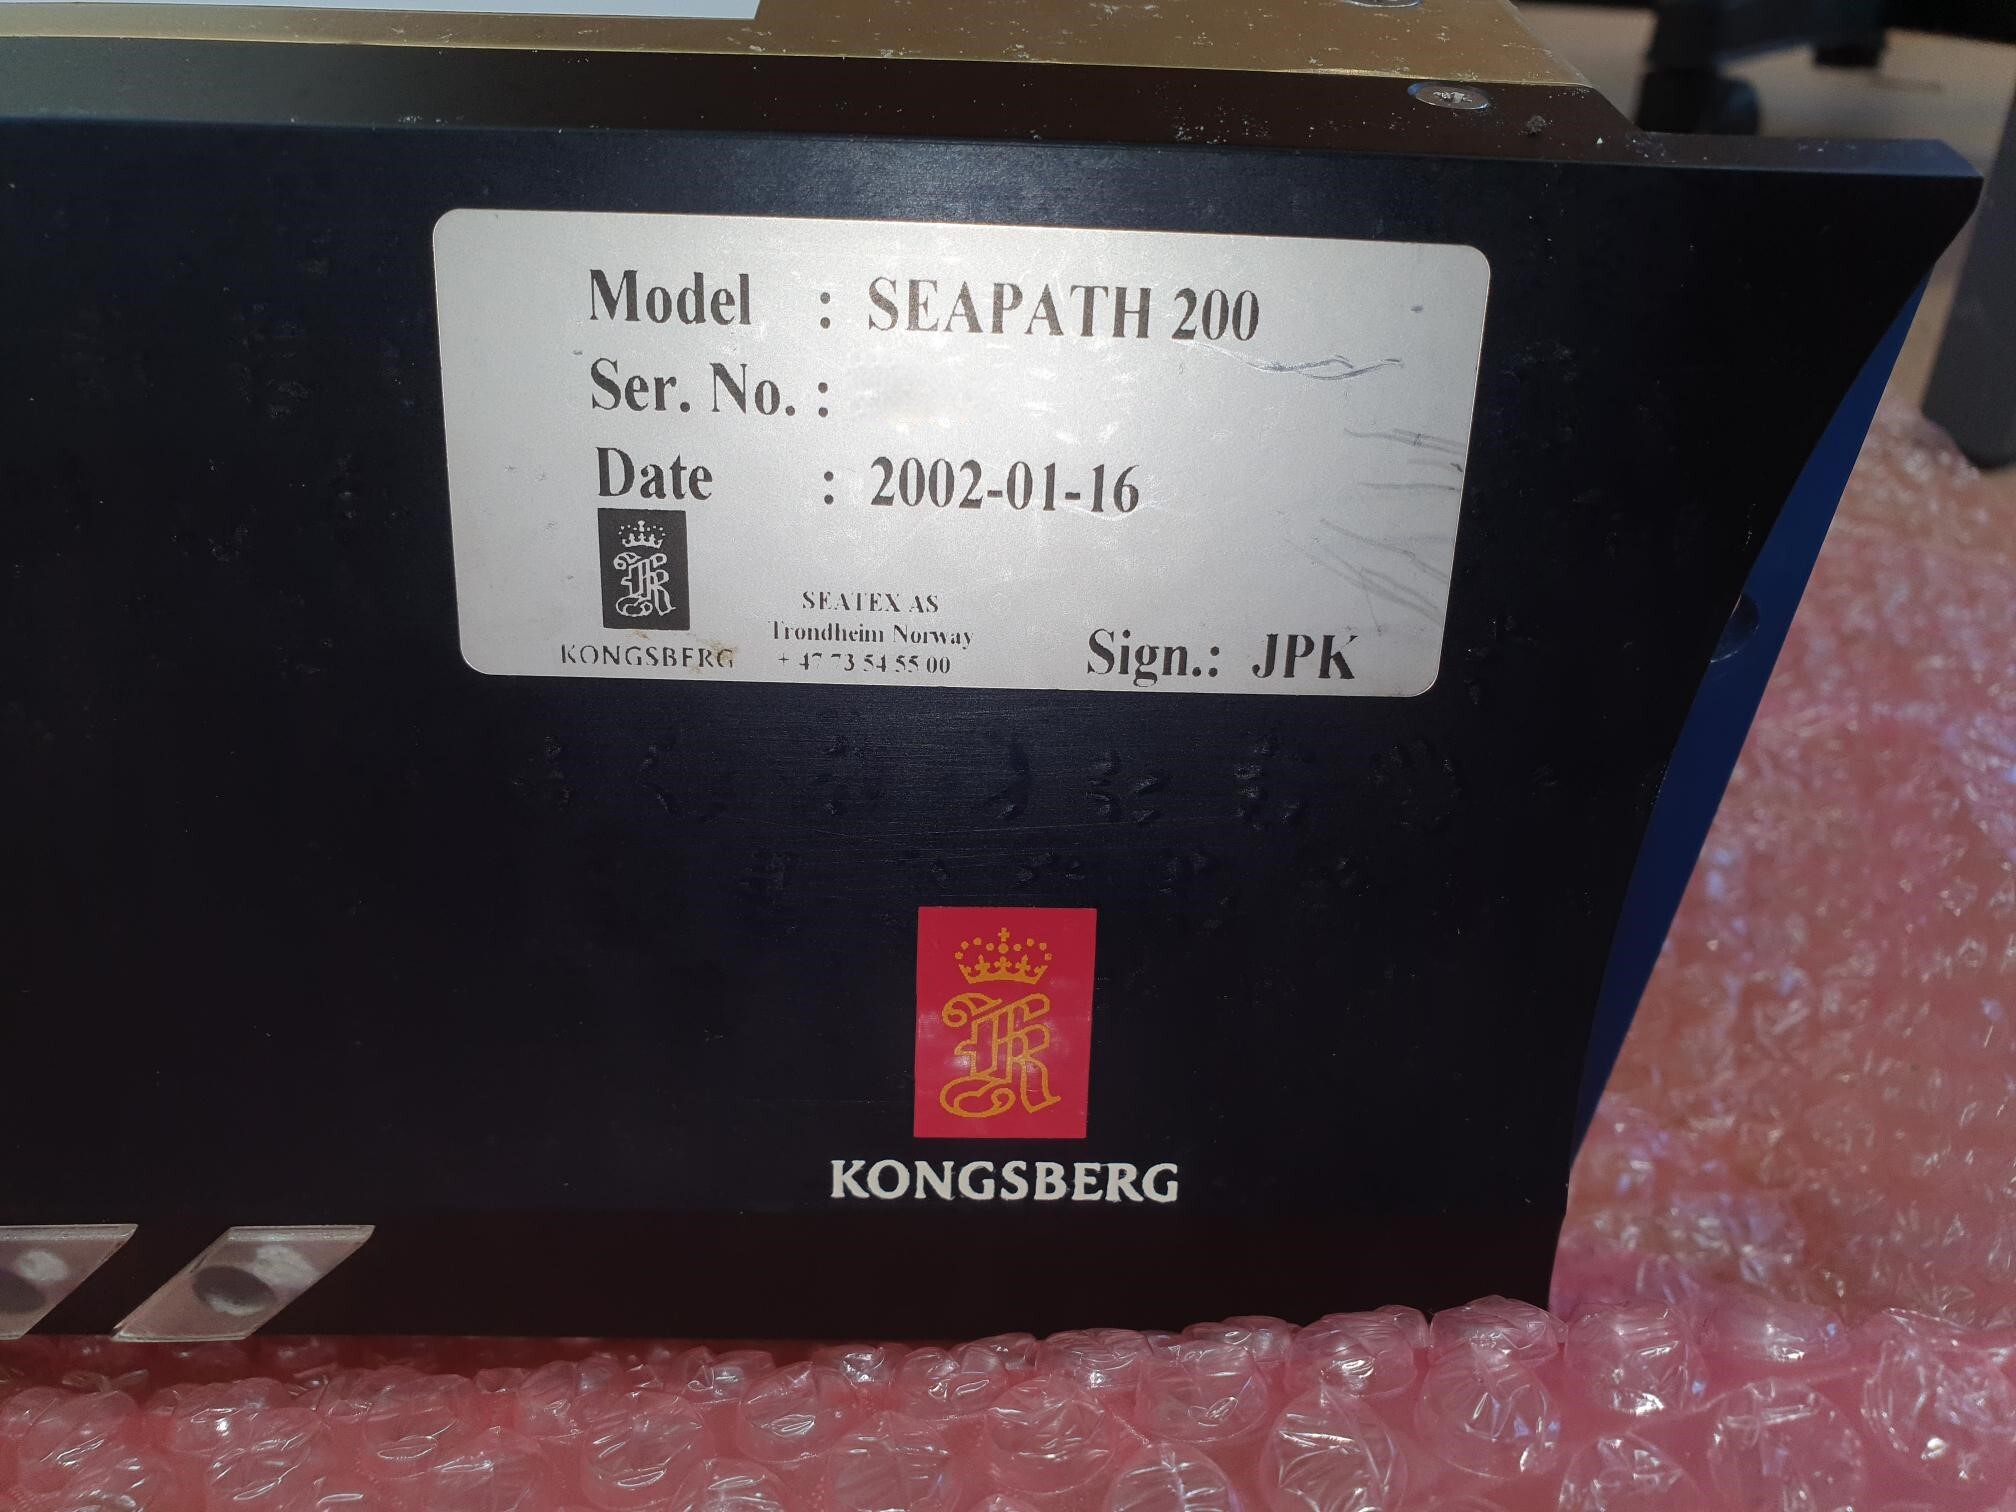 Model : SEAPATH 200
Ser. No. :
Date : 2002-01-16
KONGSBERG
SEATEX AS
Trondheim Norway
+ 47 73 54 55 00
Sign.: JPK
KONGSBERG